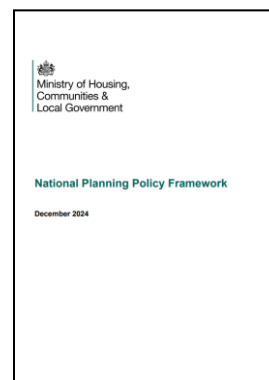 Ministry of Housing,
Communities &
Local Government
National Planning Policy Framework
December 2024